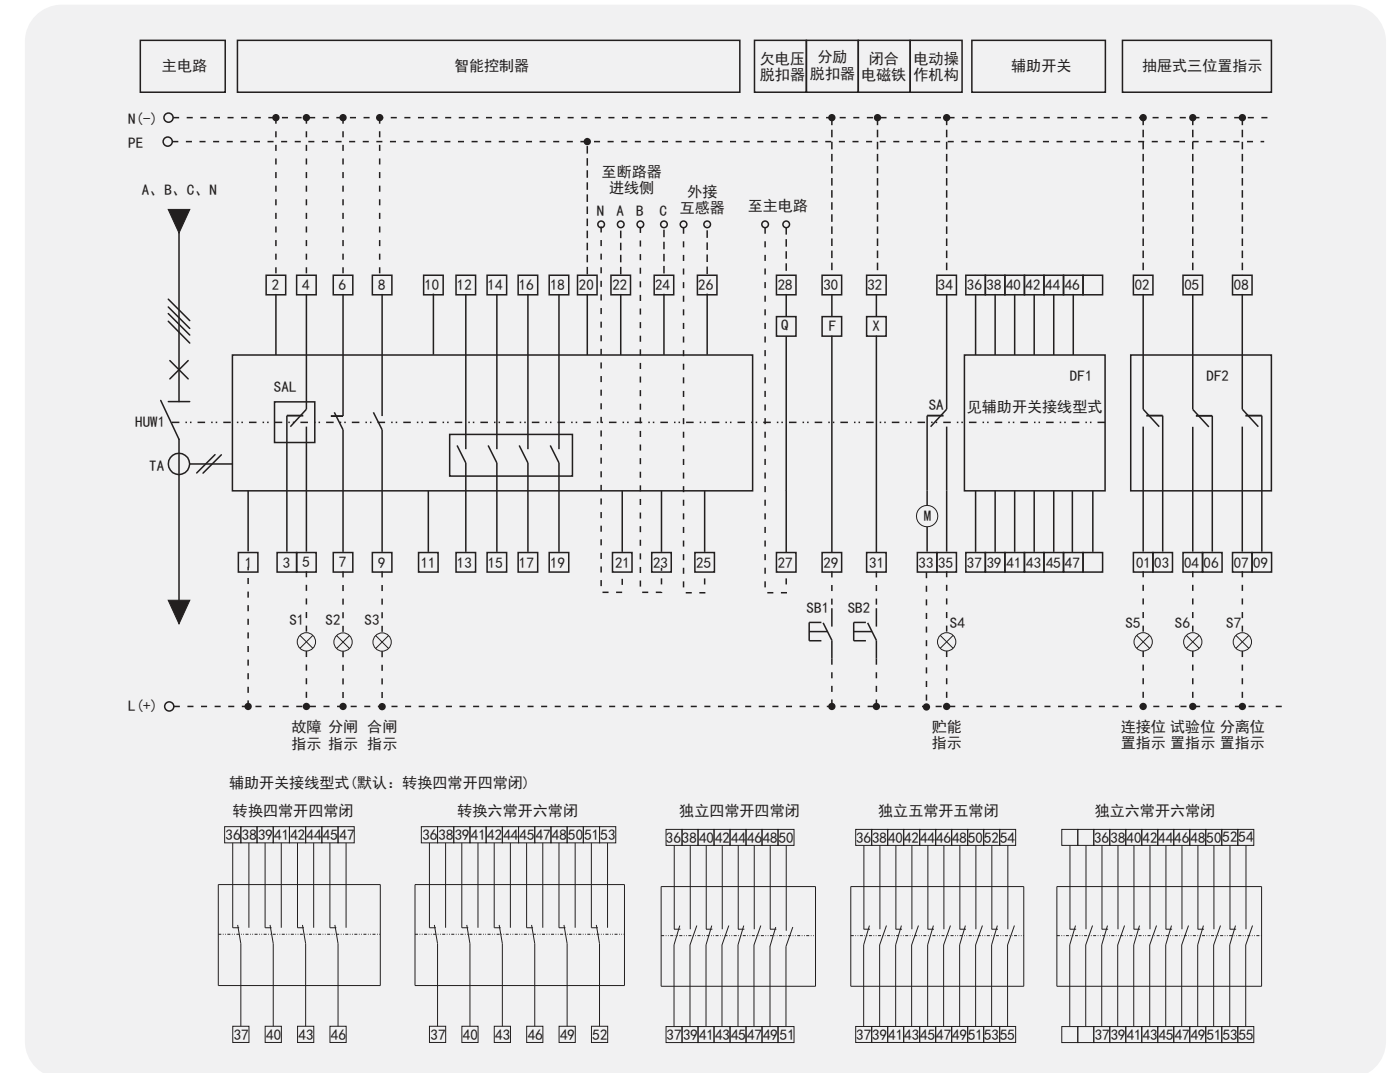 主电路
智能控制器
欠电压
脱扣器
分励
脱扣器
闭合
电磁铁
电动操
作机构
辅助开关
抽屉式三位置指示
N(-)
PE
至断路器
进线侧
外接
互感器
至主电路
A、B、C、N
N A B C
2 4 6 8 10 12 14 16 18 20 22 24 26 28 30 32 34 36 38 40 42 44 46 02 05 08
Q F X
SAL
DF1
DF2
HUW1
SA
见辅助开关接线型式
TA
M
1 3 5 7 9 11 13 15 17 19 21 23 25 27 29 31 33 35 37 39 41 43 45 47 01 03 04 06 07 09
SB1 SB2
S1 S2 S3 S4 S5 S6 S7
L(+)
故障
指示
分闸
指示
合闸
指示
贮能
指示
连接位
置指示
试验位
置指示
分离位
置指示
辅助开关接线型式(默认：转换四常开四常闭)
转换四常开四常闭
36 38 39 41 42 44 45 47
37 40 43 46
转换六常开六常闭
36 38 39 41 42 44 45 47 48 50 51 53
37 40 43 46 49 52
独立四常开四常闭
36 38 40 42 44 46 48 50
37 39 41 43 45 47 49 51
独立五常开五常闭
36 38 40 42 44 46 48 50 52 54
37 39 41 43 45 47 49 51 53 55
独立六常开六常闭
36 38 40 42 44 46 48 50 52 54
37 39 41 43 45 47 49 51 53 55